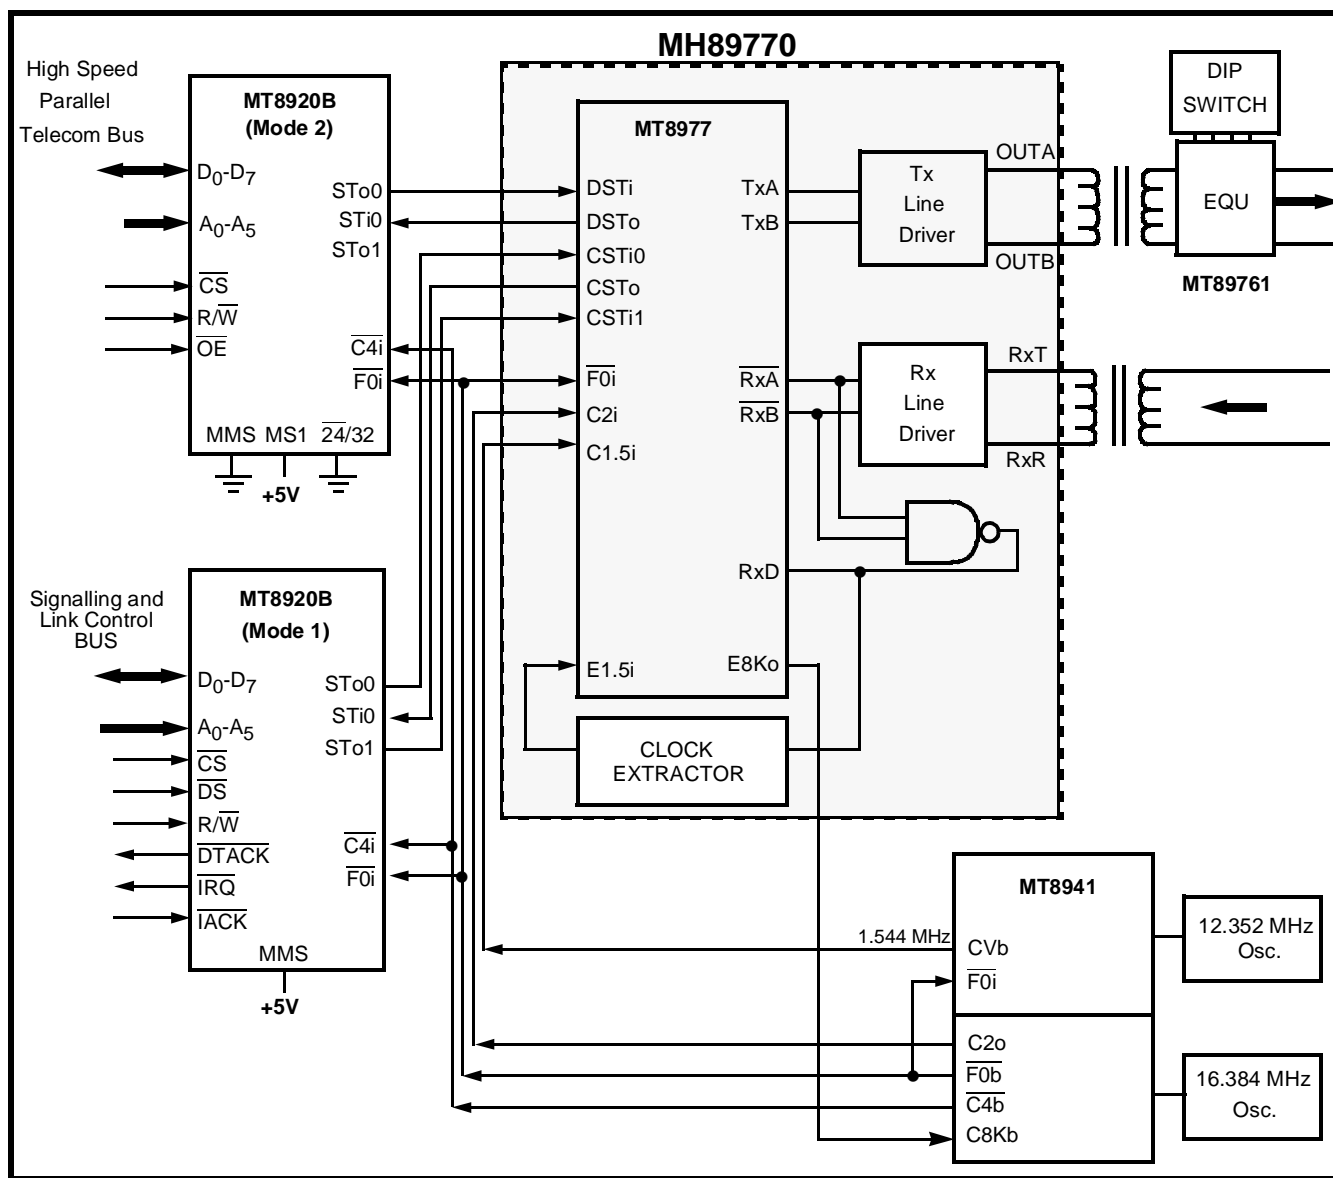 MH89770
High Speed
Parallel
Telecom Bus
MT8920B
(Mode 2)
D0-D7
A0-A5
CS
R/W
OE
STo0
STi0
STo1
C4i
F0i
MMS MS1 24/32
+5V
MT8977
DSTi
DSTo
CSTi0
CSTo
CSTi1
F0i
C2i
C1.5i
E1.5i
TxA
TxB
RxA
RxB
RxD
E8Ko
Tx
Line
Driver
OUTA
OUTB
DIP
SWITCH
EQU
MT89761
Rx
Line
Driver
RxT
RxR
CLOCK
EXTRACTOR
Signalling and
Link Control
BUS
MT8920B
(Mode 1)
D0-D7
A0-A5
CS
DS
R/W
DTACK
IRQ
IACK
STo0
STi0
STo1
C4i
F0i
MMS
+5V
MT8941
1.544 MHz
CVb
F0i
C2o
F0b
C4b
C8Kb
12.352 MHz
Osc.
16.384 MHz
Osc.